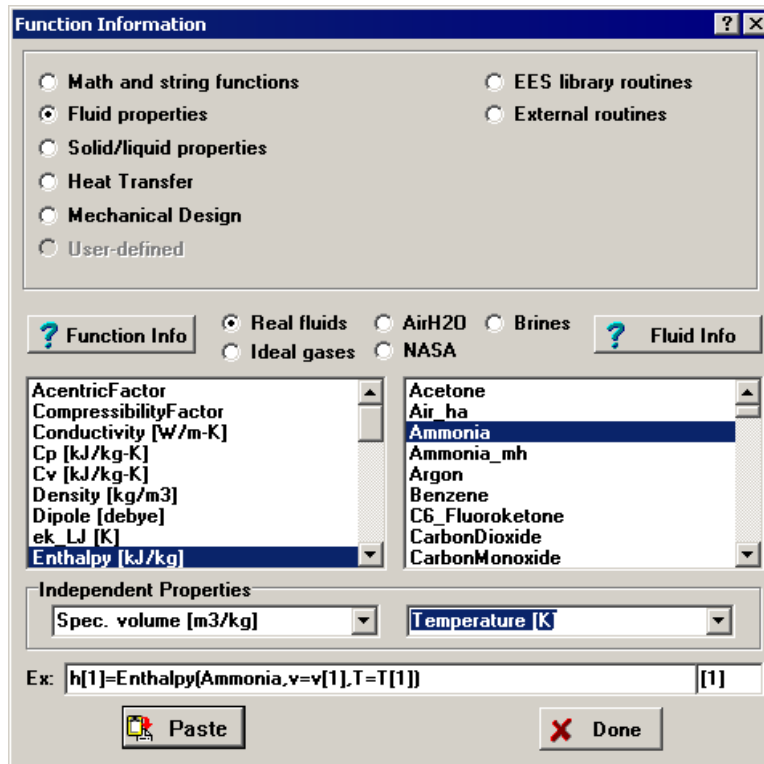 Function Information
Math and string functions
EES library routines
Fluid properties
External routines
Solid/liquid properties
Heat Transfer
Mechanical Design
User-defined
? Function Info
Real fluids
AirH2O
Brines
Ideal gases
NASA
? Fluid Info
AcentricFactor
CompressibilityFactor
Conductivity [W/m-K]
Cp [kJ/kg-K]
Cv [kJ/kg-K]
Density [kg/m3]
Dipole [debye]
ek_LJ [K]
Enthalpy [kJ/kg]
Acetone
Air_ha
Ammonia
Ammonia_mh
Argon
Benzene
C6_Fluoroketone
CarbonDioxide
CarbonMonoxide
Independent Properties
Spec. volume [m3/kg]
Temperature [K]
Ex: h[1]=Enthalpy(Ammonia,v=v[1],T=T[1]) [1]
Paste
Done